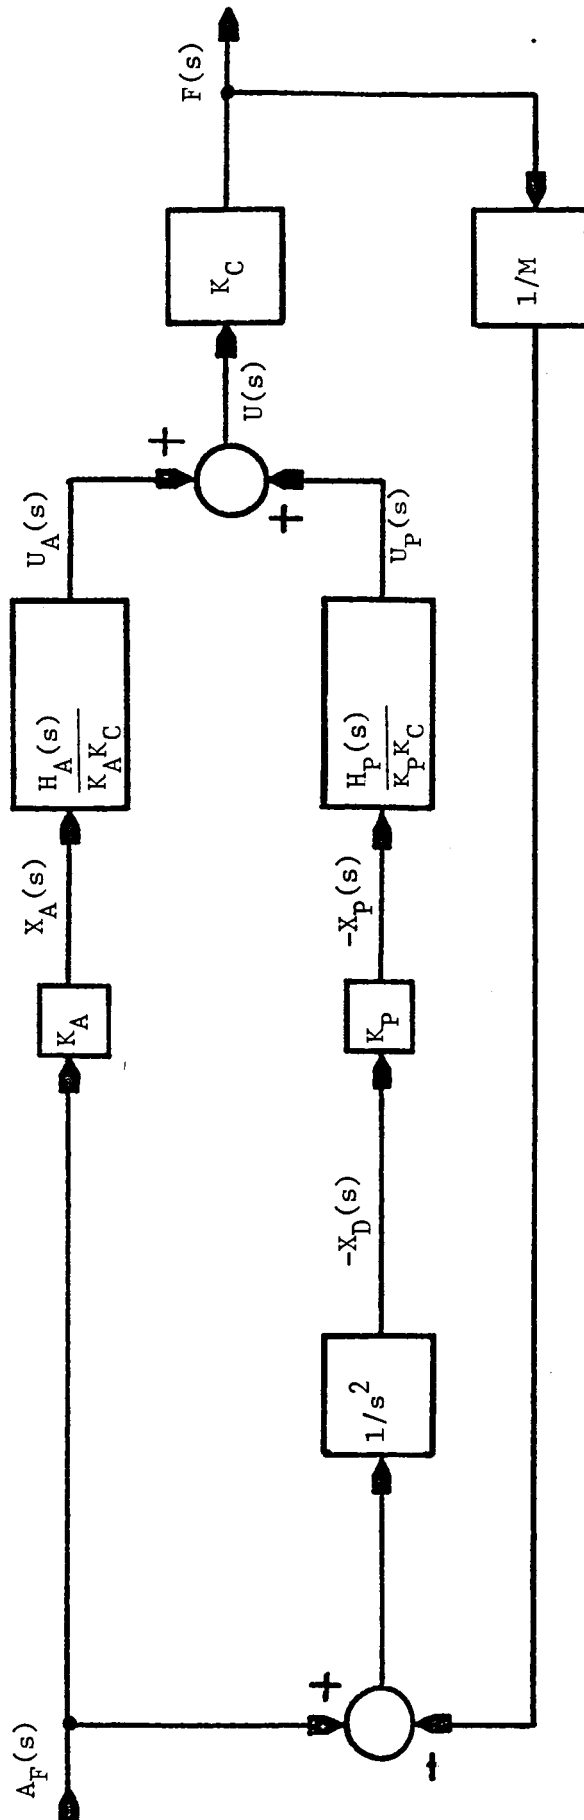 A_F(s)
K_A
X_A(s)
H_A(s)
K_A K_C
U_A(s)
+
+
U(s)
K_C
F(s)
+
-
1/s^2
-X_D(s)
K_P
-X_P(s)
H_P(s)
K_P K_C
U_P(s)
1/M